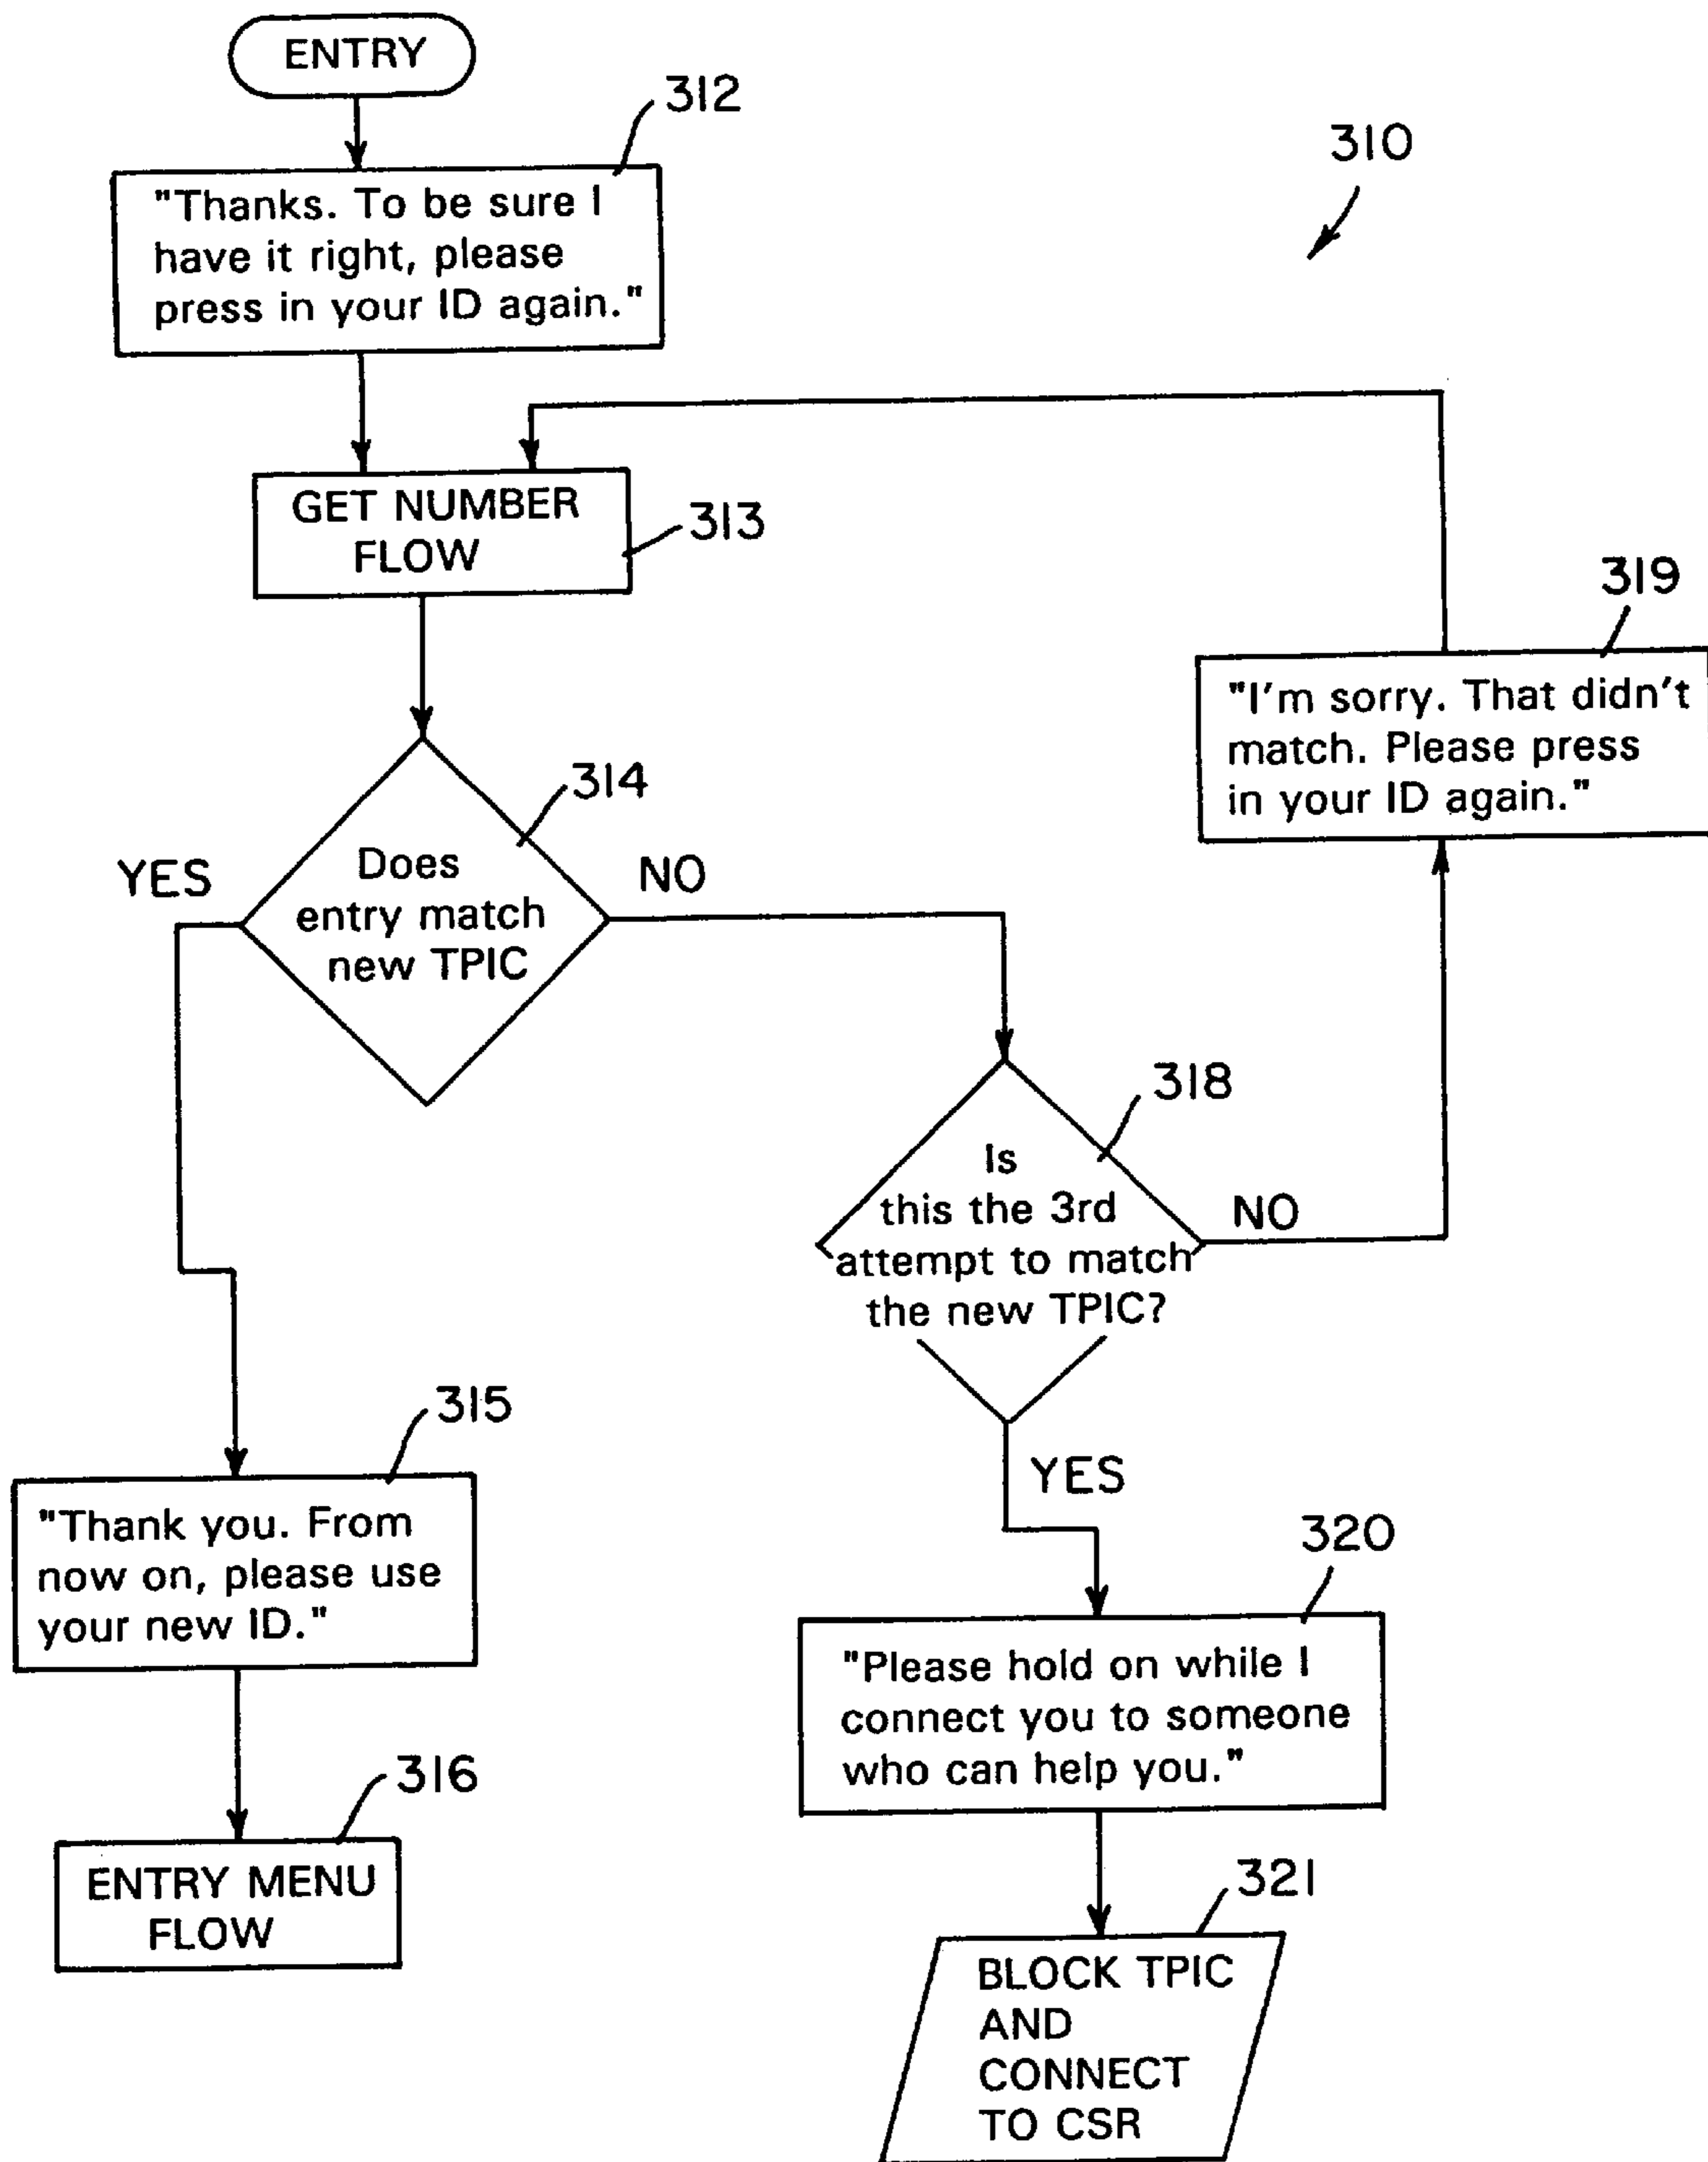 ENTRY
312
310
"Thanks. To be sure I
have it right, please
press in your ID again."
GET NUMBER
FLOW
313
319
"I'm sorry. That didn't
match. Please press
in your ID again."
314
YES
Does
entry match
new TPIC
NO
318
Is
this the 3rd
attempt to match
the new TPIC?
NO
YES
315
"Thank you. From
now on, please use
your new ID."
320
"Please hold on while I
connect you to someone
who can help you."
316
ENTRY MENU
FLOW
321
BLOCK TPIC
AND
CONNECT
TO CSR